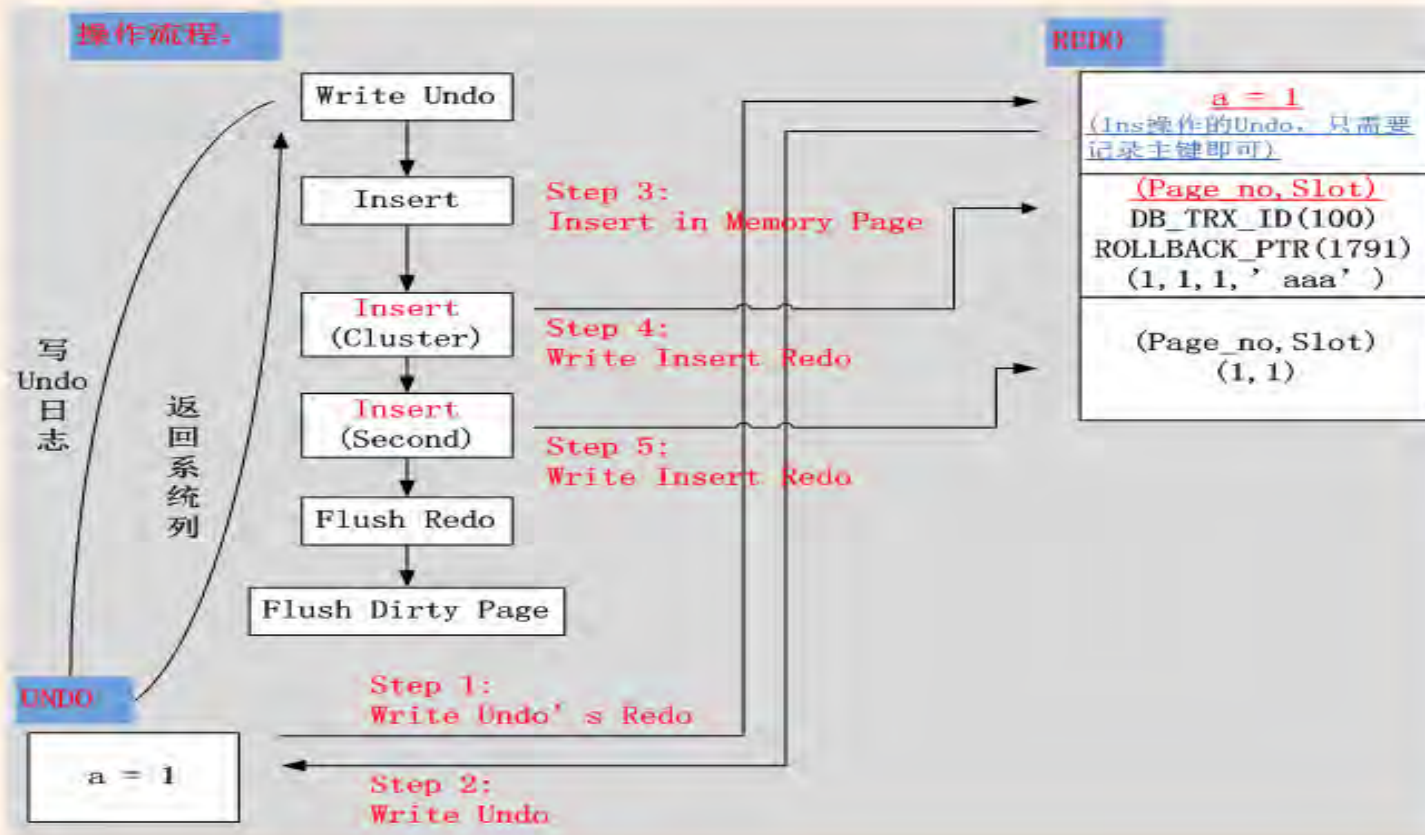 操作流程:
Write Undo
Insert
Insert
(Cluster)
Insert
(Second)
Flush Redo
Flush Dirty Page
写
Undo
日
志
返
回
系
统
列
UNDO
a = 1
Step 1:
Write Undo's Redo
Step 2:
Write Undo
Step 3:
Insert in Memory Page
Step 4:
Write Insert Redo
Step 5:
Write Insert Redo
a = 1
(Ins操作的Undo, 只需要
记录主键即可)
(Page_no,Slot)
DB_TRX_ID(100)
ROLLBACK_PTR(1791)
(1,1,1,' aaa' )
(Page_no,Slot)
(1,1)